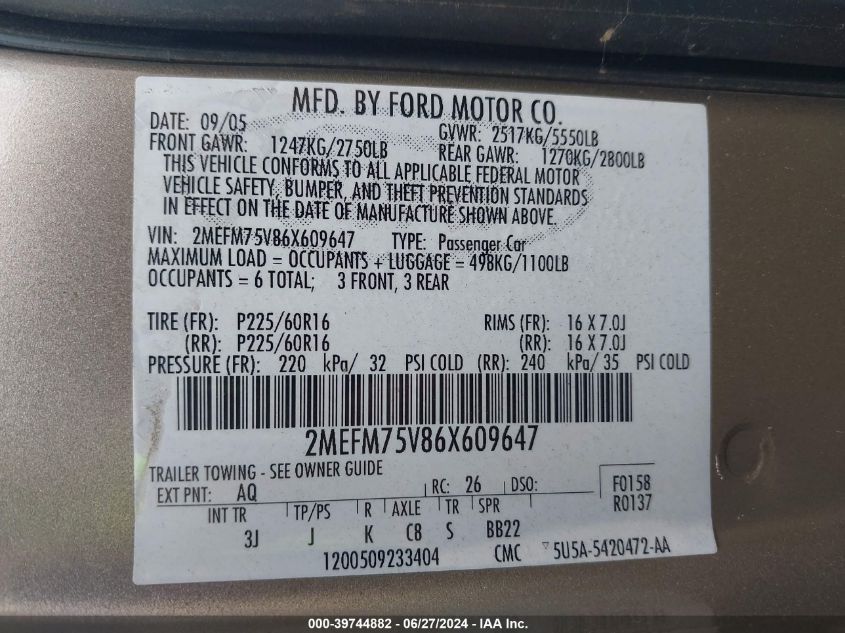 MFD. BY FORD MOTOR CO.
DATE: 09/05 GVWR: 2517KG/5550LB
FRONT GAWR: 1247KG/2750LB REAR GAWR: 1270KG/2800LB
THIS VEHICLE CONFORMS TO ALL APPLICABLE FEDERAL MOTOR
VEHICLE SAFETY, BUMPER, AND THEFT PREVENTION STANDARDS
IN EFFECT ON THE DATE OF MANUFACTURE SHOWN ABOVE.
VIN: 2MEFM75V86X609647 TYPE: Passenger Car
MAXIMUM LOAD = OCCUPANTS + LUGGAGE = 498KG/1100LB
OCCUPANTS = 6 TOTAL; 3 FRONT, 3 REAR
TIRE (FR): P225/60R16 RIMS (FR): 16 X 7.0J
(RR): P225/60R16 (RR): 16 X 7.0J
PRESSURE (FR): 220 kPa/ 32 PSI COLD (RR): 240 kPa/ 35 PSI COLD
2MEFM75V86X609647
TRAILER TOWING - SEE OWNER GUIDE
EXT PNT: AQ RC: 26 DSO: F0158
R0137
INT TR TP/PS R AXLE TR SPR
3J J K C8 S BB22
1200509233404 CMC 5U5A-5420472-AA
000-39744882 - 06/27/2024 - IAA Inc.